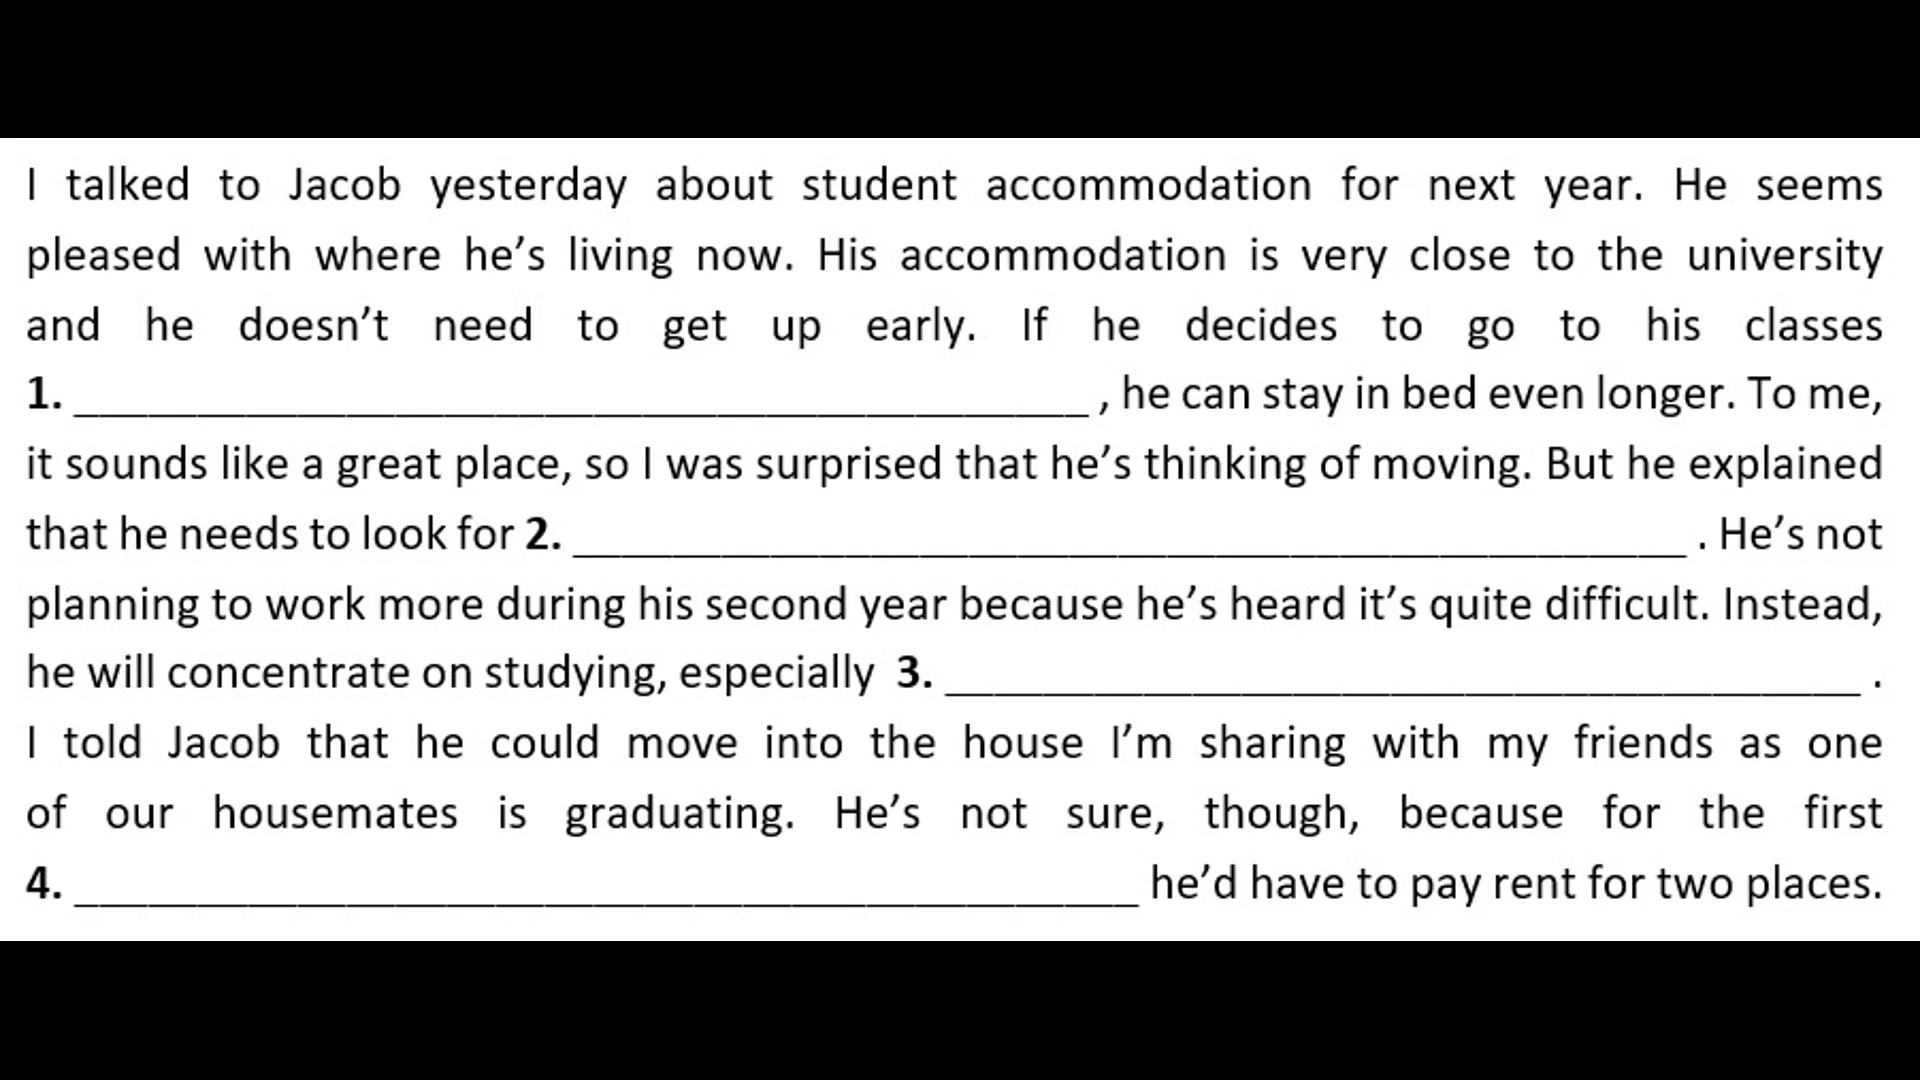 I talked to Jacob yesterday about student accommodation for next year. He seems
pleased with where he’s living now. His accommodation is very close to the university
and he doesn’t need to get up early. If he decides to go to his classes
1. _________________________________________ , he can stay in bed even longer. To me,
it sounds like a great place, so I was surprised that he’s thinking of moving. But he explained
that he needs to look for 2. _____________________________________________ . He’s not
planning to work more during his second year because he’s heard it’s quite difficult. Instead,
he will concentrate on studying, especially 3. _____________________________________ .
I told Jacob that he could move into the house I’m sharing with my friends as one
of our housemates is graduating. He’s not sure, though, because for the first
4. ___________________________________________ he’d have to pay rent for two places.